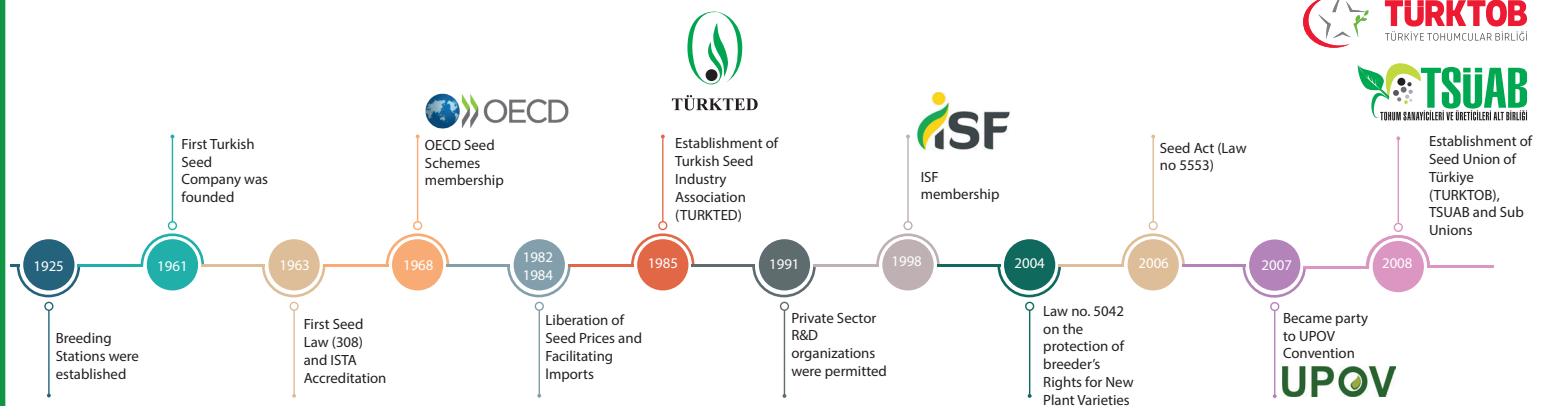 TÜRKTOB
TÜRKİYE TOHUMCULAR BİRLİĞİ
TSÜAB
TOHUM SANAYİCİLERİ VE ÜRETİCİLERİ ALT BİRLİĞİ
TÜRKTED
OECD
iSF
First Turkish
Seed
Company was
founded
OECD Seed
Schemes
membership
Establishment of
Turkish Seed
Industry
Association
(TURKTED)
ISF
membership
Seed Act (Law
no 5553)
Establishment of
Seed Union of
Türkiye
(TURKTOB),
TSUAB and Sub
Unions
1925
1961
1963
1968
1982
1984
1985
1991
1998
2004
2006
2007
2008
Breeding
Stations were
established
First Seed
Law (308)
and ISTA
Accreditation
Liberation of
Seed Prices and
Facilitating
Imports
Private Sector
R&D
organizations
were permitted
Law no. 5042
on the
protection of
breeder's
Rights for New
Plant Varieties
Became party
to UPOV
Convention
UPOV